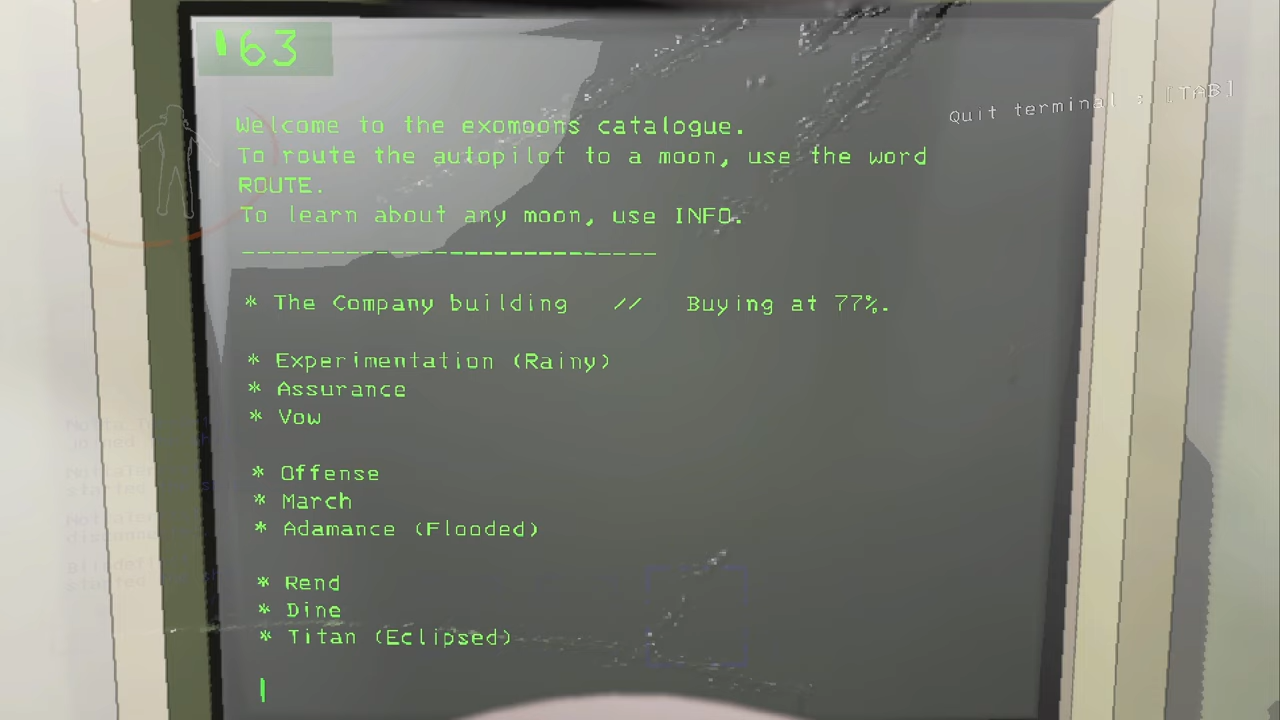 ▮63
Quit terminal : [TAB]
Welcome to the exomoons catalogue.
To route the autopilot to a moon, use the word
ROUTE.
To learn about any moon, use INFO.
----------------------------
* The Company building // Buying at 77%.
* Experimentation (Rainy)
* Assurance
* Vow
* Offense
* March
* Adamance (Flooded)
* Rend
* Dine
* Titan (Eclipsed)